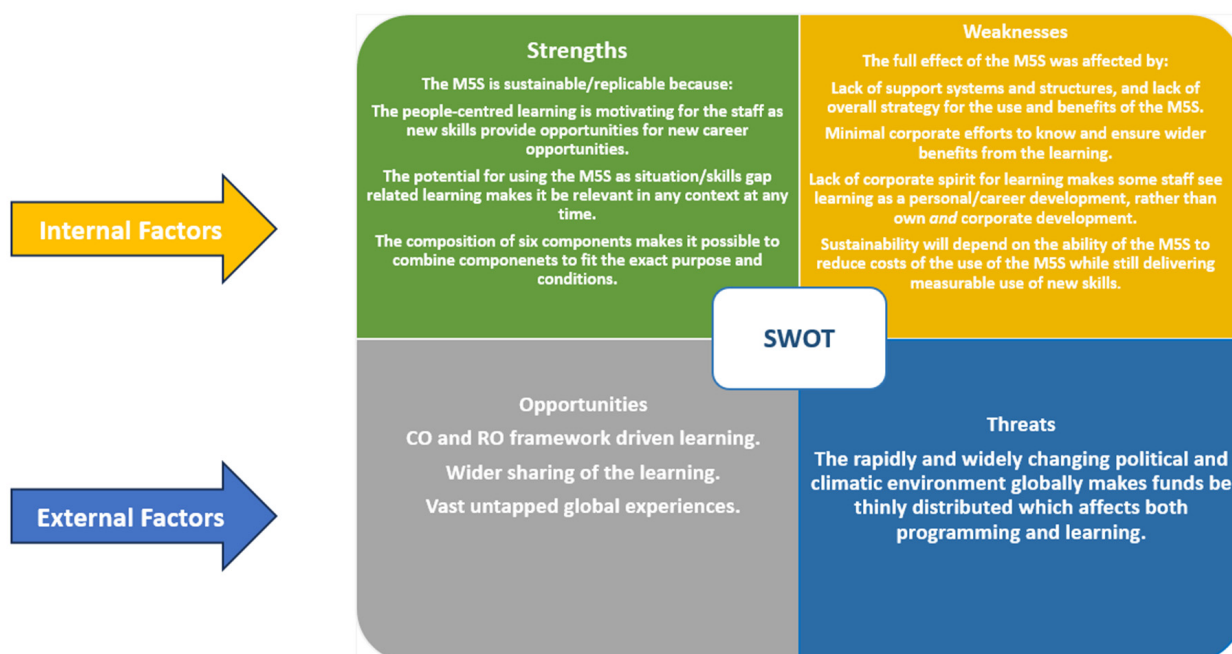 Internal Factors
External Factors
Strengths
The M5S is sustainable/replicable because:
The people-centred learning is motivating for the staff as
new skills provide opportunities for new career
opportunities.
The potential for using the M5S as situation/skills gap
related learning makes it be relevant in any context at any
time.
The composition of six components makes it possible to
combine componenets to fit the exact purpose and
conditions.
Weaknesses
The full effect of the M5S was affected by:
Lack of support systems and structures, and lack of
overall strategy for the use and benefits of the M5S.
Minimal corporate efforts to know and ensure wider
benefits from the learning.
Lack of corporate spirit for learning makes some staff see
learning as a personal/career development, rather than
own and corporate development.
Sustainability will depend on the ability of the M5S to
reduce costs of the use of the M5S while still delivering
measurable use of new skills.
SWOT
Opportunities
CO and RO framework driven learning.
Wider sharing of the learning.
Vast untapped global experiences.
Threats
The rapidly and widely changing political and
climatic environment globally makes funds be
thinly distributed which affects both
programming and learning.